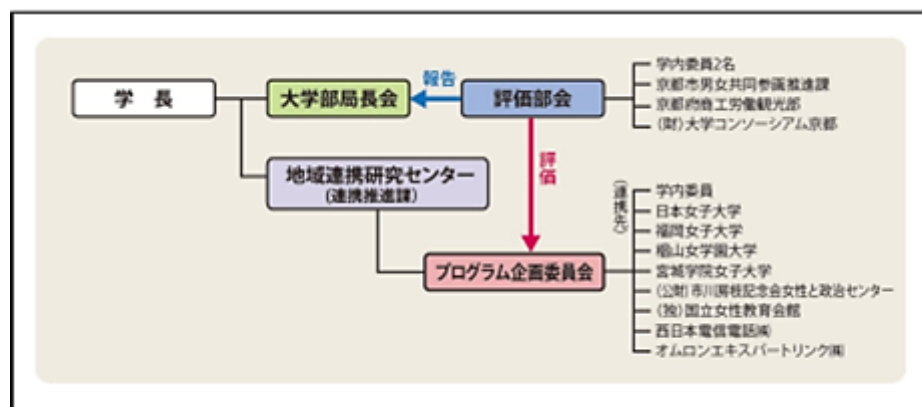 学　長
大学部局長会
報告
評価部会
学内委員2名
京都市男女共同参画推進課
京都府商工労働観光部
(財)大学コンソーシアム京都
地域連携研究センター
(連携推進課)
評価
プログラム企画委員会
(連携先)
学内委員
日本女子大学
福岡女子大学
椙山女学園大学
宮城学院女子大学
(公財)市川房枝記念会女性と政治センター
(独)国立女性教育会館
西日本電信電話㈱
オムロンエキスパートリンク㈱